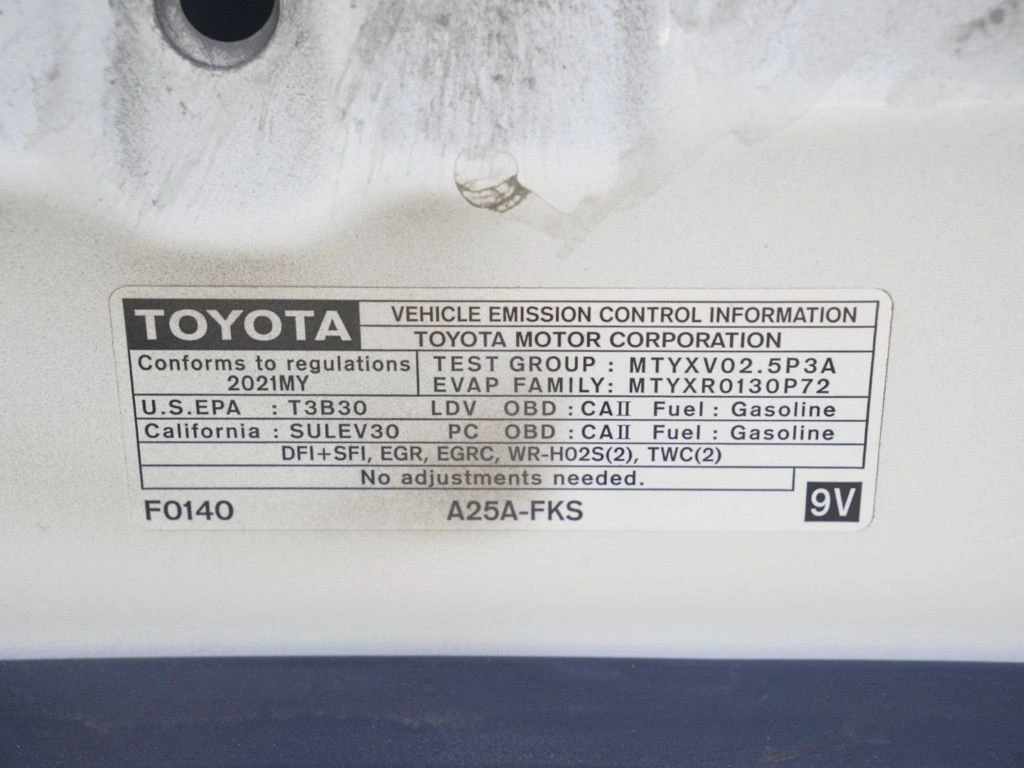 TOYOTA
VEHICLE EMISSION CONTROL INFORMATION
TOYOTA MOTOR CORPORATION
Conforms to regulations
2021MY
TEST GROUP : MTYXV02.5P3A
EVAP FAMILY: MTYXR0130P72
U.S.EPA : T3B30 LDV OBD : CAII Fuel : Gasoline
California : SULEV30 PC OBD : CAII Fuel : Gasoline
DFI+SFI, EGR, EGRC, WR-HO2S(2), TWC(2)
No adjustments needed.
F0140 A25A-FKS 9V